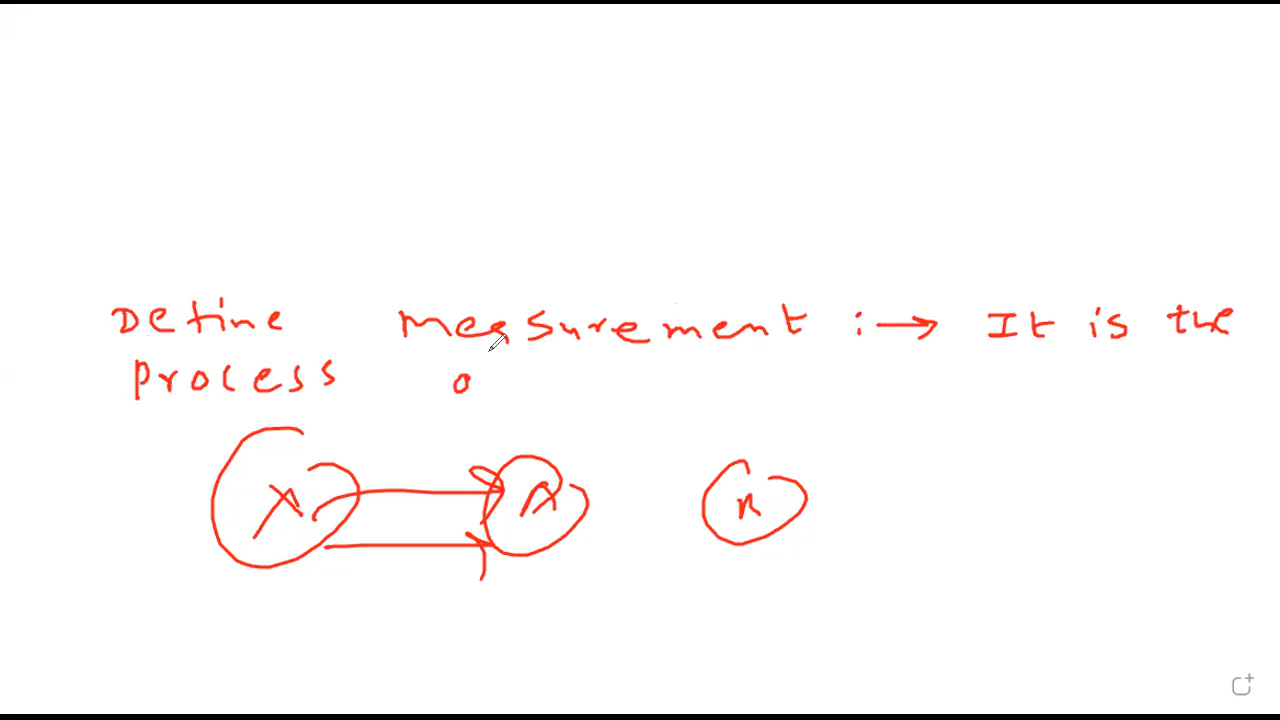 Define Measurement :→ It is the
process o
X A R